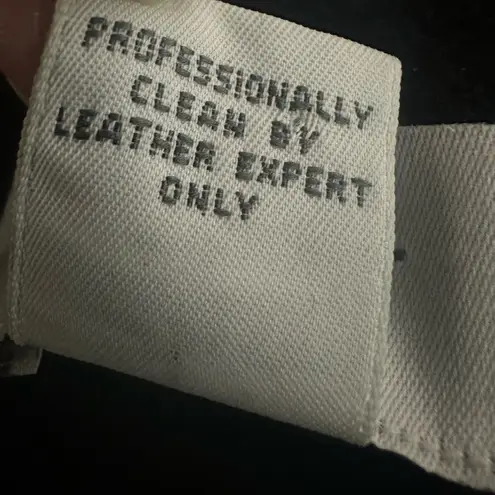 PROFESSIONALLY
CLEAN BY
LEATHER EXPERT
ONLY